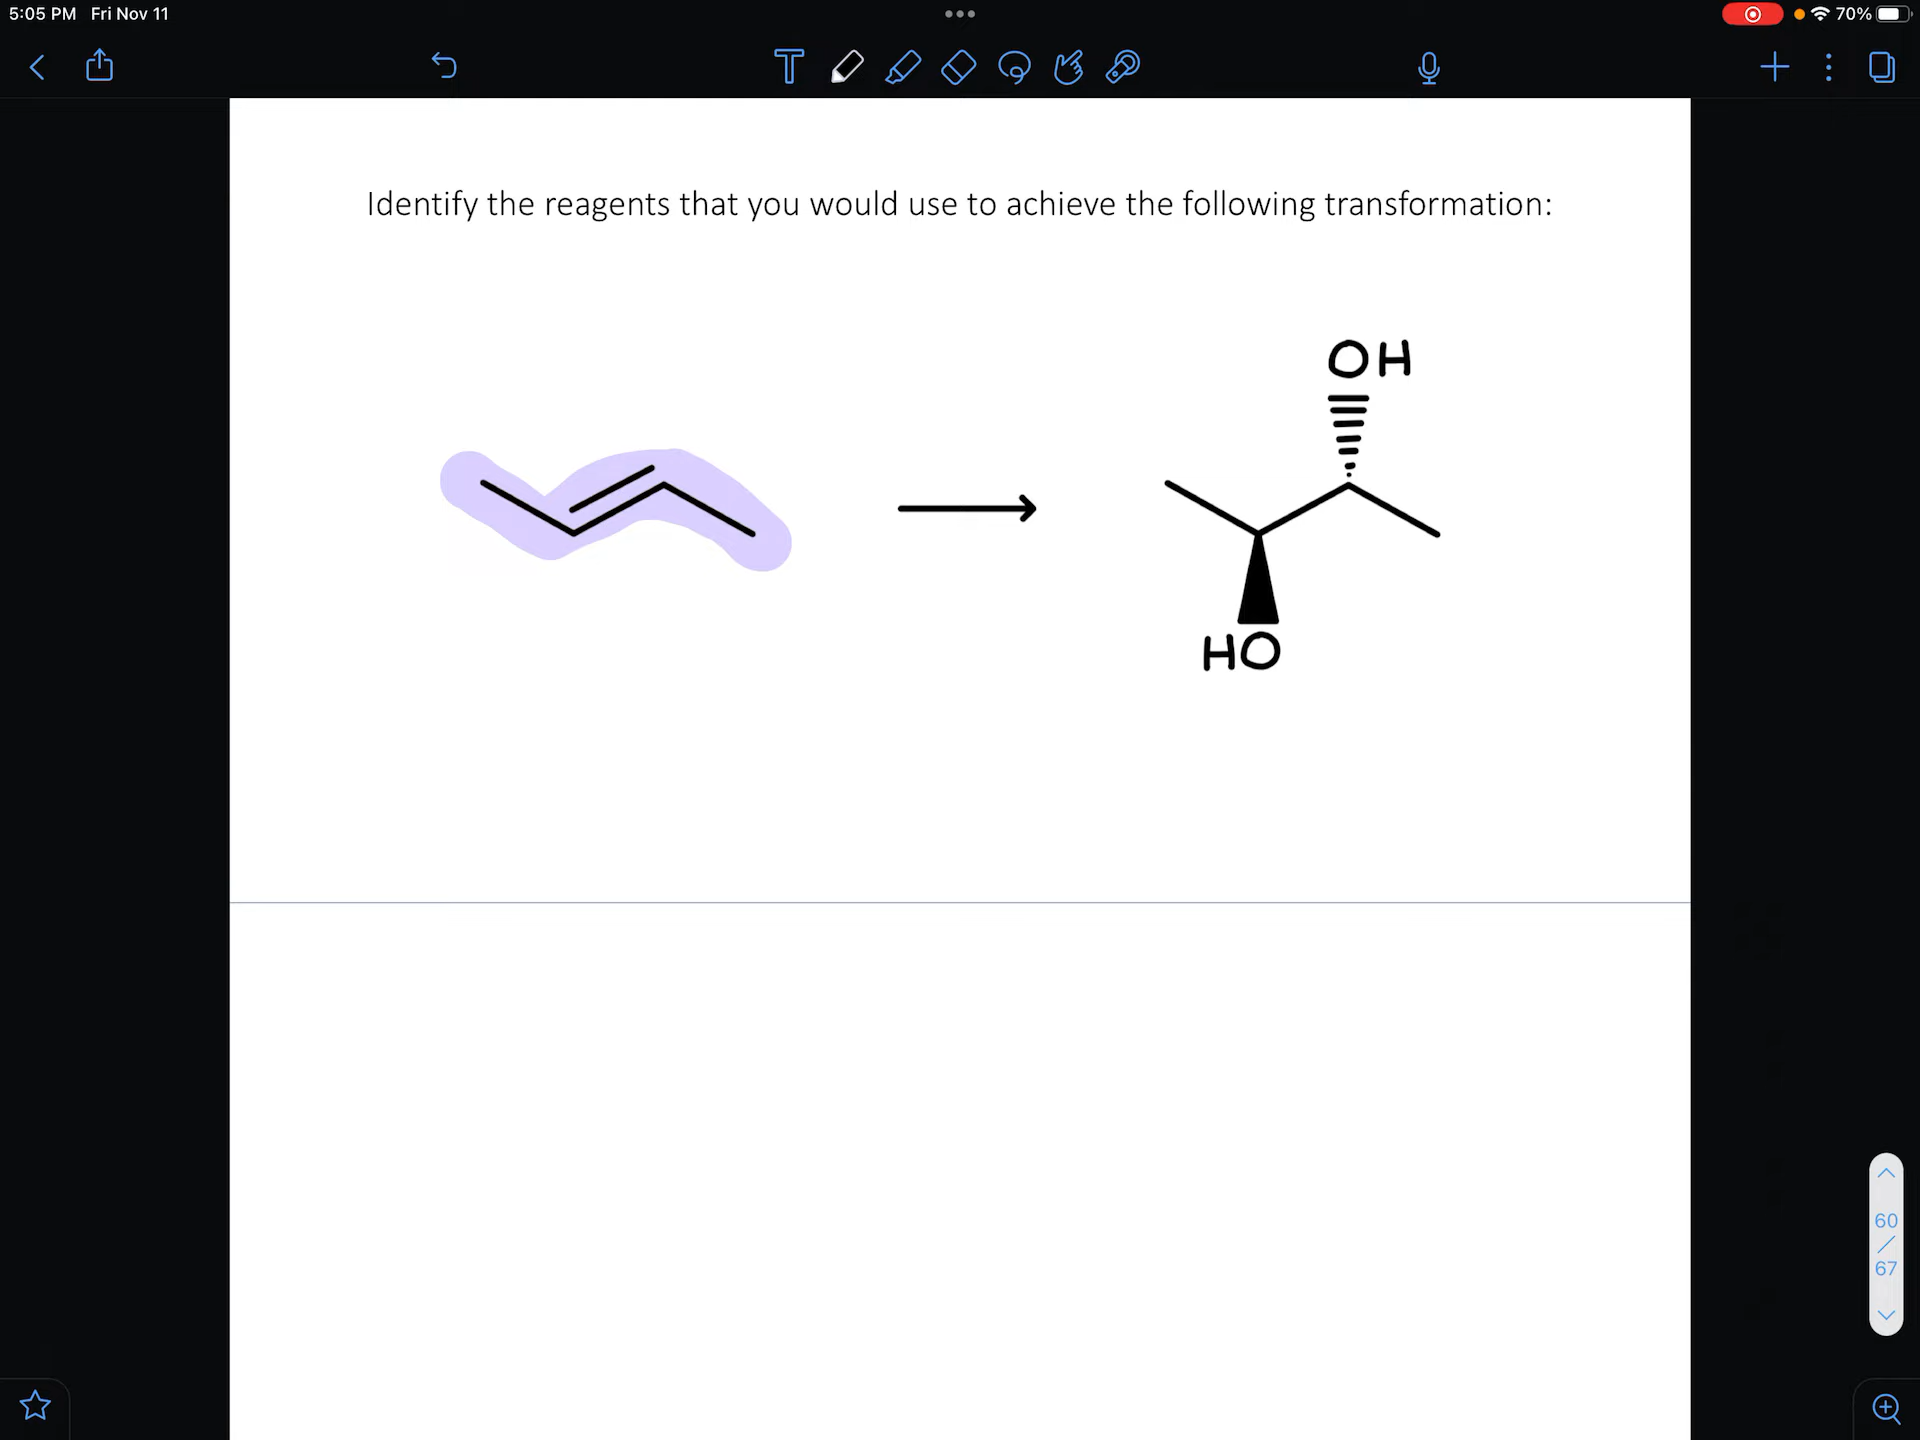 5:05 PM Fri Nov 11
70%
Identify the reagents that you would use to achieve the following transformation:
OH
HO
60
/
67